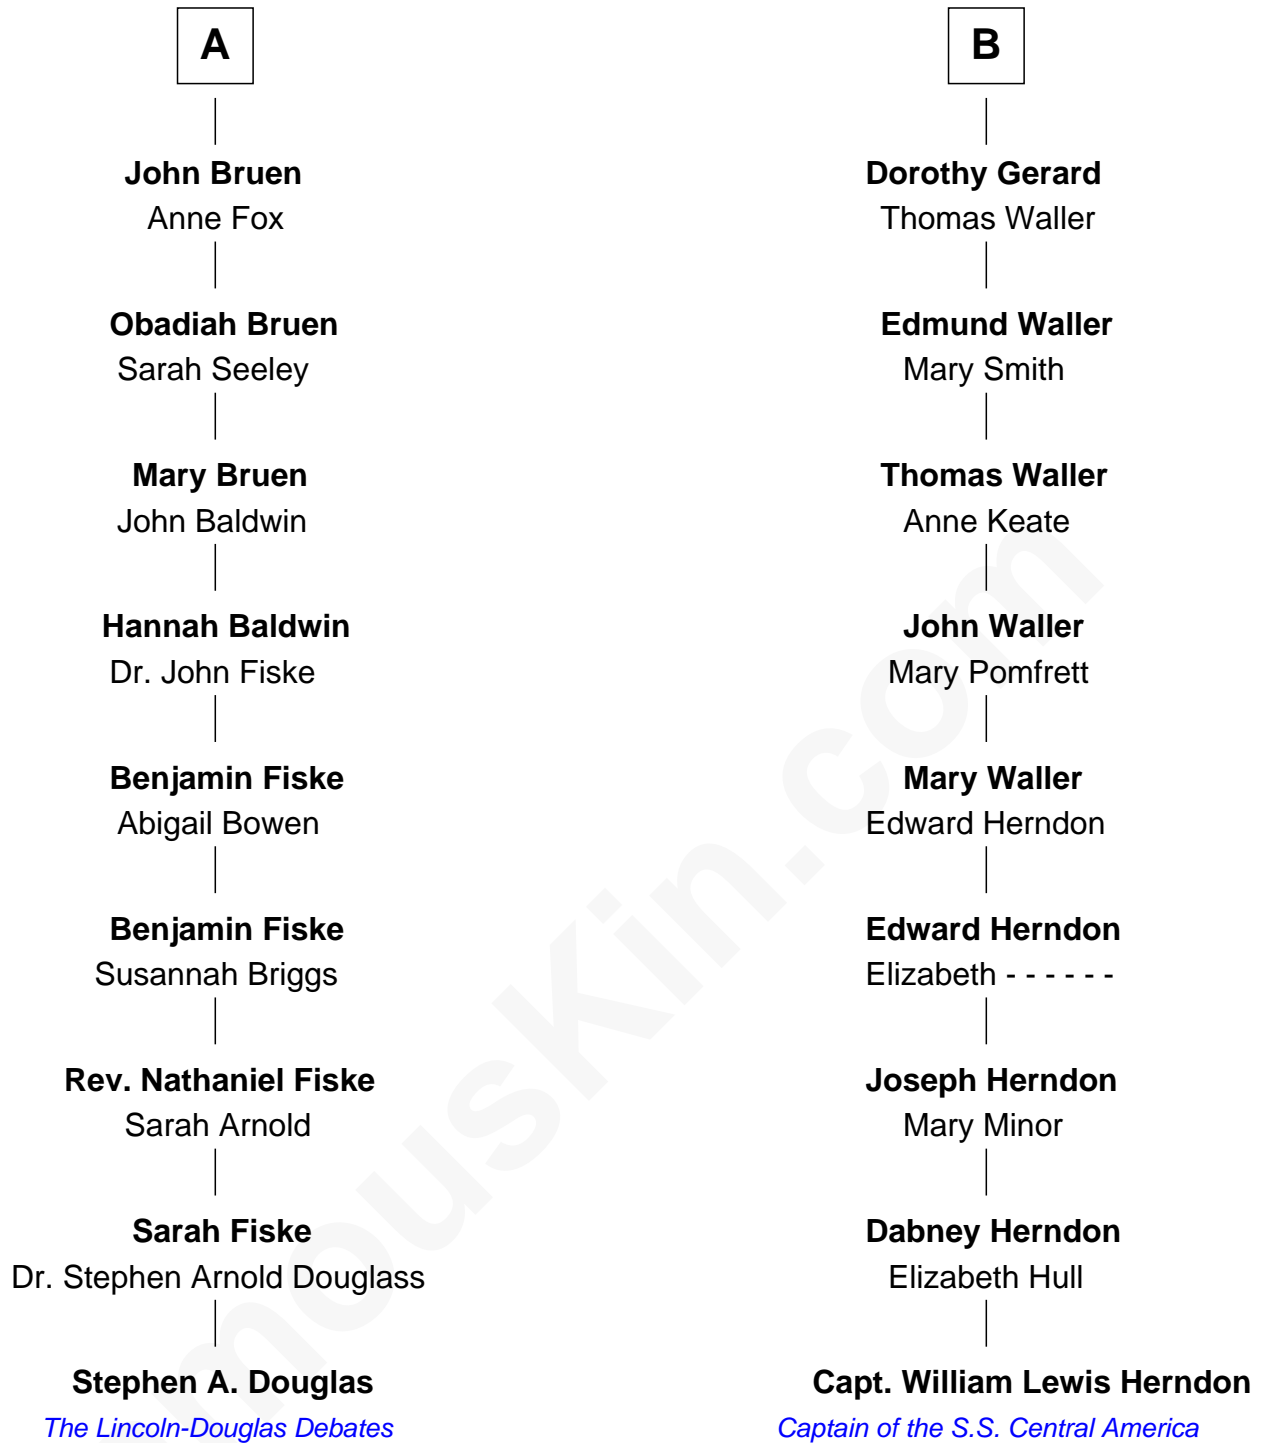 A
John Bruen
Anne Fox
Obadiah Bruen
Sarah Seeley
Mary Bruen
John Baldwin
Hannah Baldwin
Dr. John Fiske
Benjamin Fiske
Abigail Bowen
Benjamin Fiske
Susannah Briggs
Rev. Nathaniel Fiske
Sarah Arnold
Sarah Fiske
Dr. Stephen Arnold Douglass
Stephen A. Douglas
The Lincoln-Douglas Debates
B
Dorothy Gerard
Thomas Waller
Edmund Waller
Mary Smith
Thomas Waller
Anne Keate
John Waller
Mary Pomfrett
Mary Waller
Edward Herndon
Edward Herndon
Elizabeth - - - - - -
Joseph Herndon
Mary Minor
Dabney Herndon
Elizabeth Hull
Capt. William Lewis Herndon
Captain of the S.S. Central America
mouskin.com